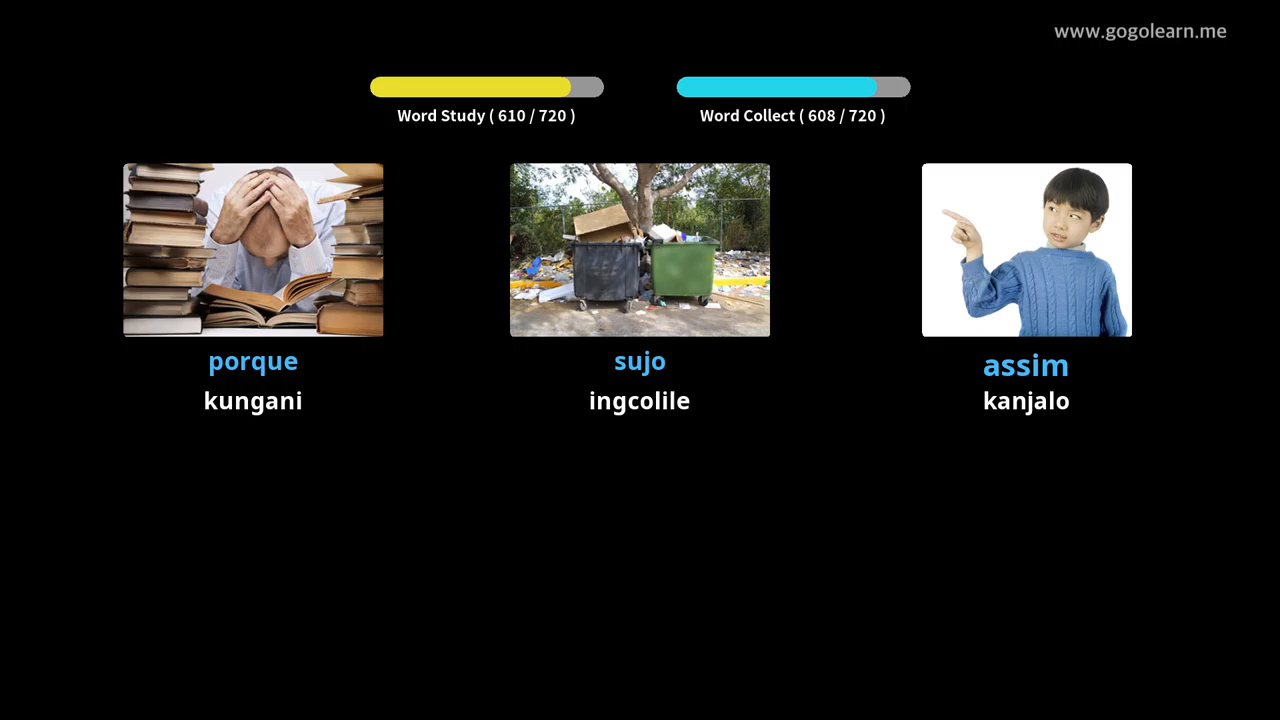 www.gogolearn.me
Word Study ( 610 / 720 )
Word Collect ( 608 / 720 )
porque
sujo
assim
kungani
ingcolile
kanjalo